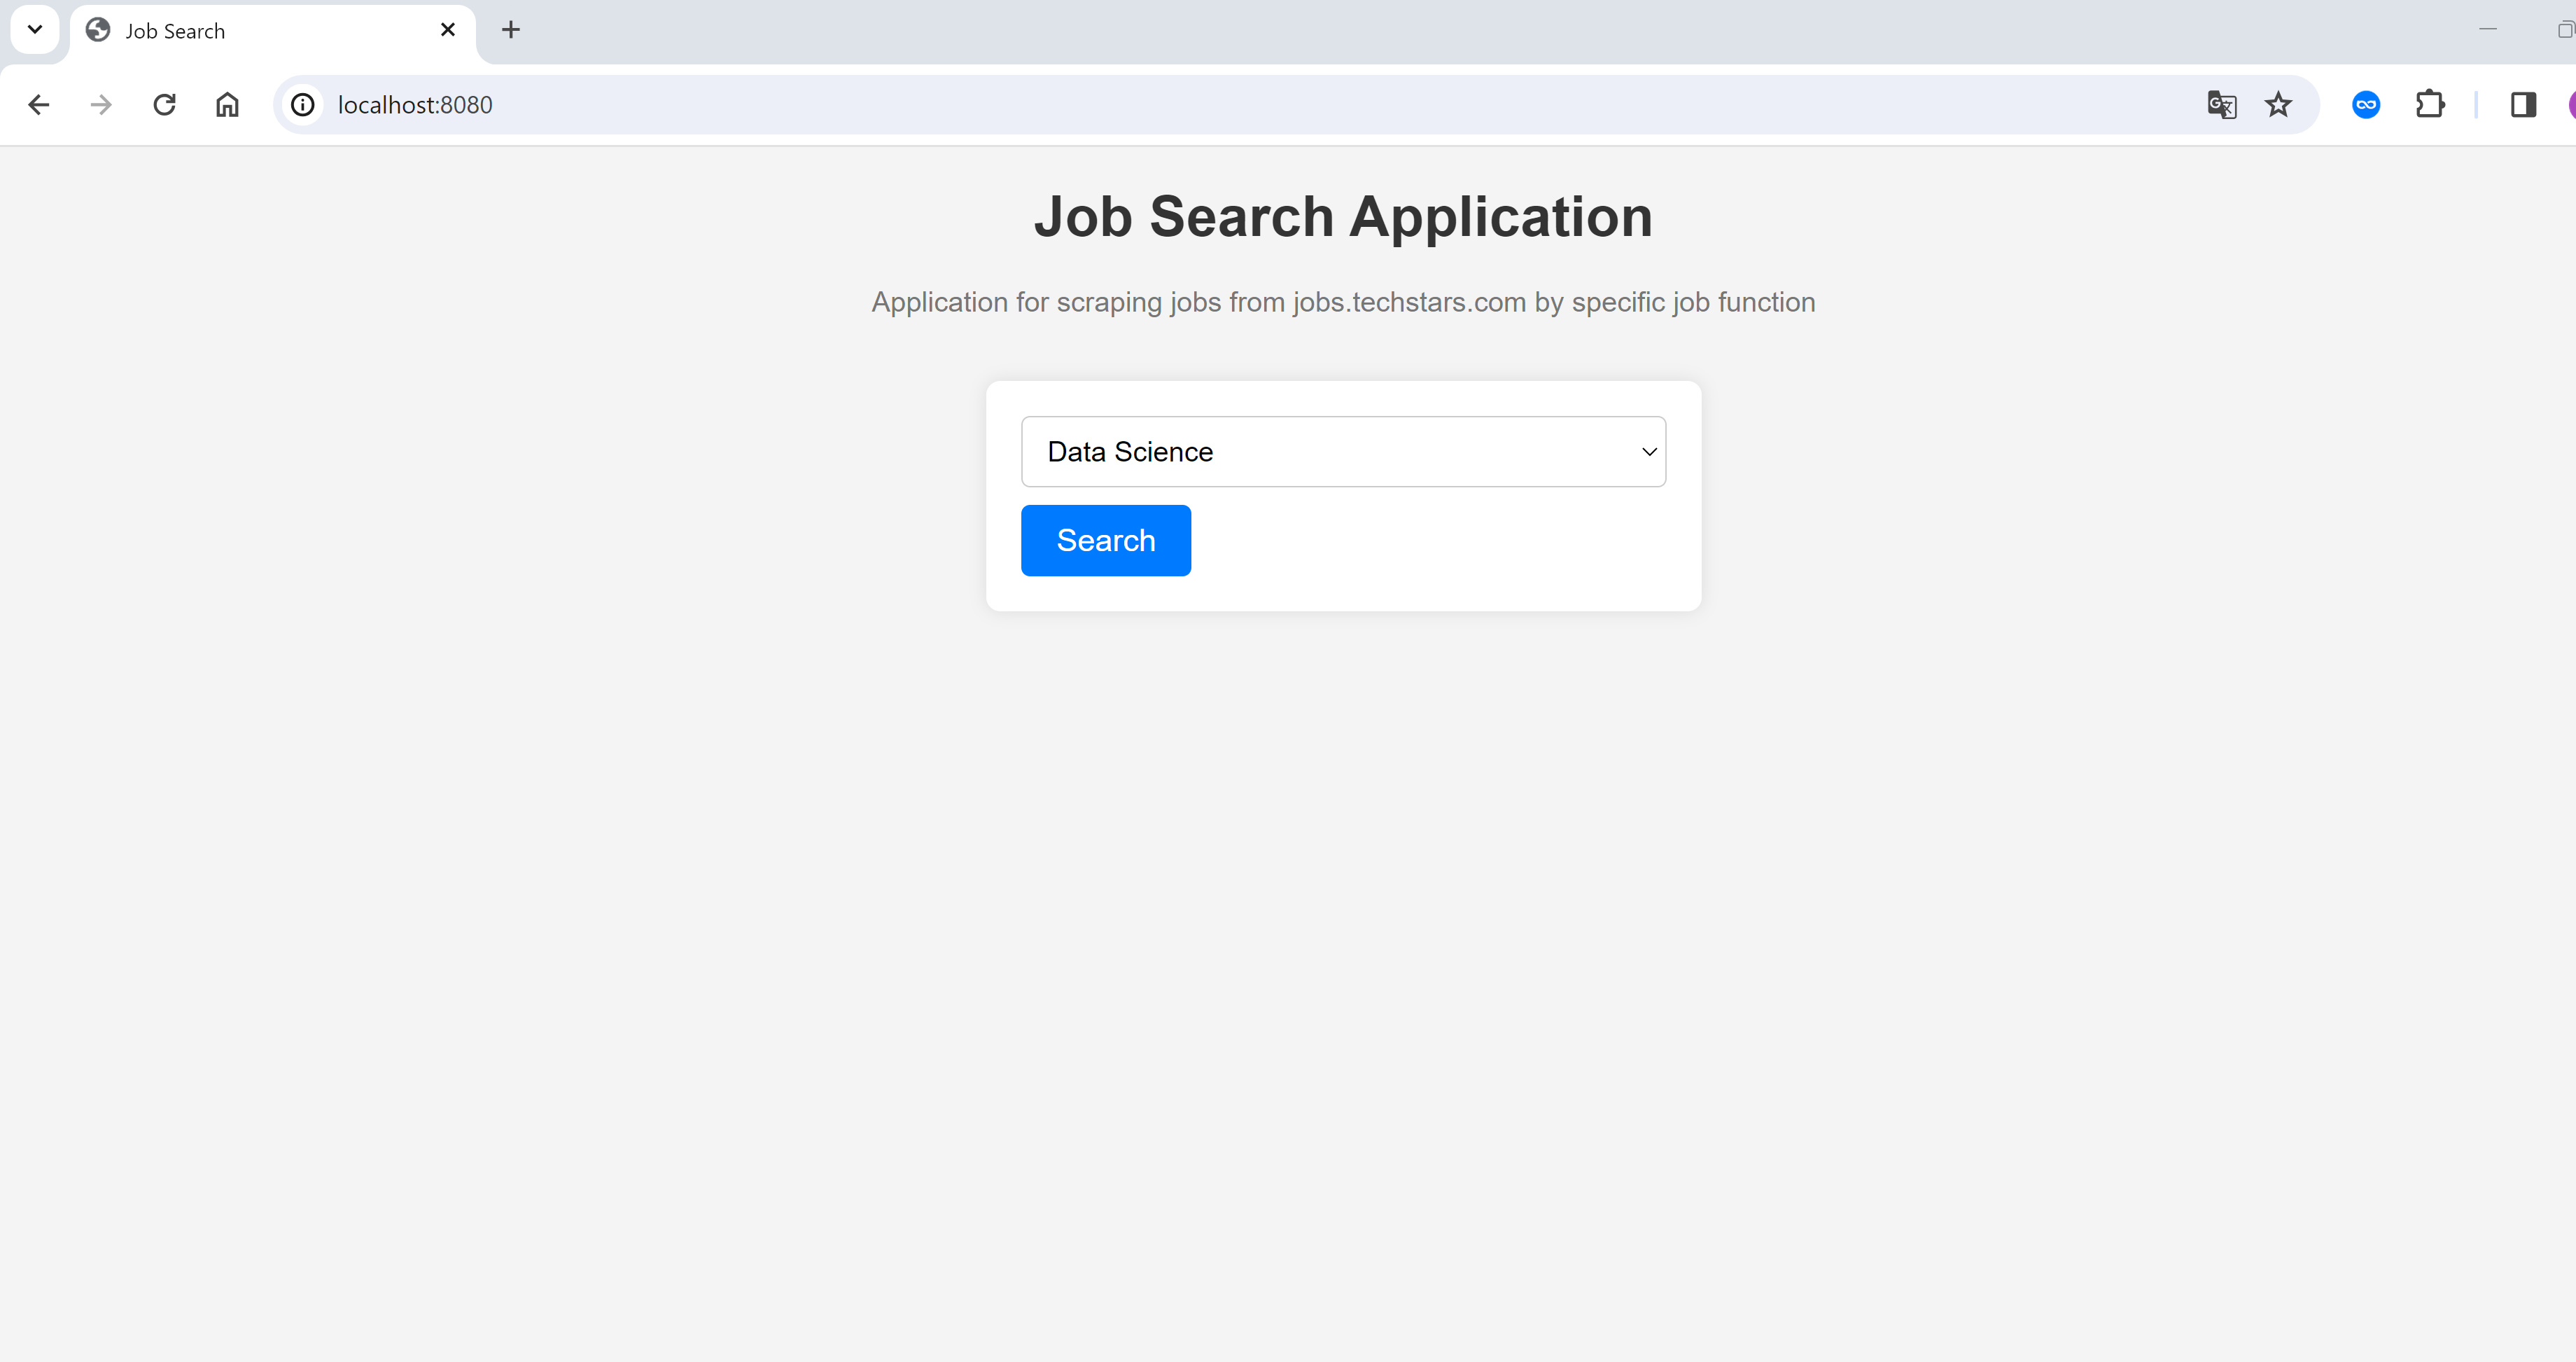 Job Search
localhost:8080
Job Search Application
Application for scraping jobs from jobs.techstars.com by specific job function
Data Science
Search